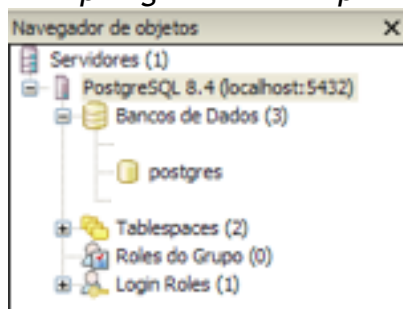 Navegador de objetos
Servidores (1)
PostgreSQL 8.4 (localhost:5432)
Bancos de Dados (3)
postgres
Tablespaces (2)
Roles do Grupo (0)
Login Roles (1)